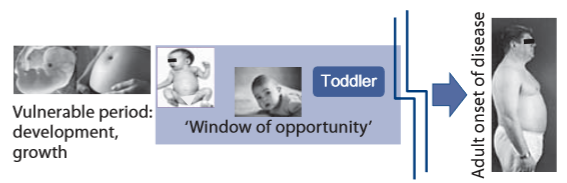 Vulnerable period:
development,
growth
'Window of opportunity'
Toddler
Adult onset of disease